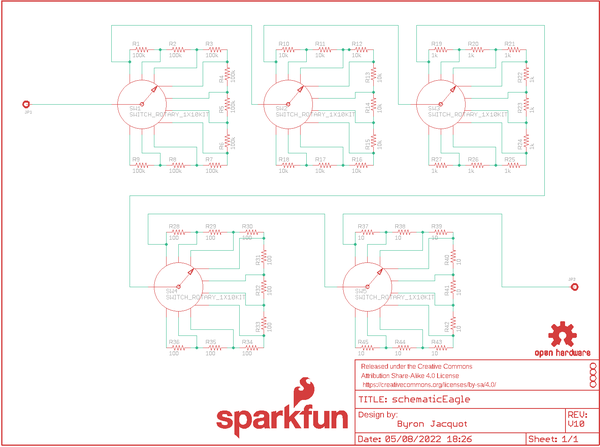 R1 R2 R3
100k 100k 100k
R10 R11 R12
10k 10k 10k
R19 R20 R21
1k 1k 1k
R4 100k
R5 100k
R6 100k
R13 10k
R14 10k
R15 10k
R22 1k
R23 1k
R24 1k
JP1
SW1
SWITCH_ROTARY_1X10KIT
SW2
SWITCH_ROTARY_1X10KIT
SW3
SWITCH_ROTARY_1X10KIT
R9 R8 R7
100k 100k 100k
R18 R17 R16
10k 10k 10k
R27 R26 R25
1k 1k 1k
R28 R29 R30
100 100 100
R37 R38 R39
10 10 10
R31 100
R32 100
R33 100
R40 10
R41 10
R42 10
JP2
SW4
SWITCH_ROTARY_1X10KIT
SW5
SWITCH_ROTARY_1X10KIT
R36 R35 R34
100 100 100
R45 R44 R43
10 10 10
open hardware
sparkfun
Released under the Creative Commons
Attribution Share-Alike 4.0 License
https://creativecommons.org/licenses/by-sa/4.0/
TITLE: schematicEagle
Design by:
Byron Jacquot
REV:
V10
Date: 05/08/2022 18:26
Sheet: 1/1